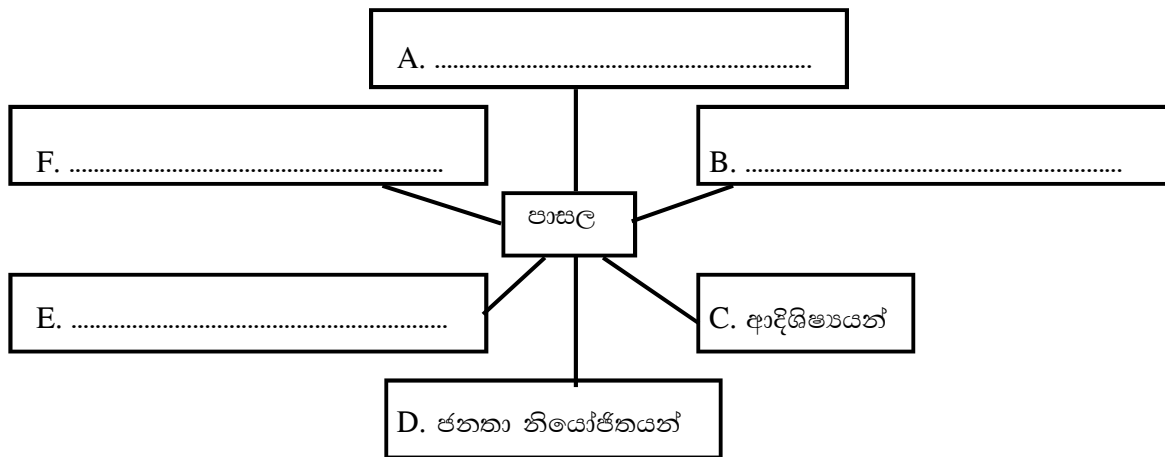 A. ..............................................................
F. ..............................................................
B. ..............................................................
පාසල
E. ..............................................................
C. ආදිශිෂ්‍යයන්
D. ජනතා නියෝජිතයන්